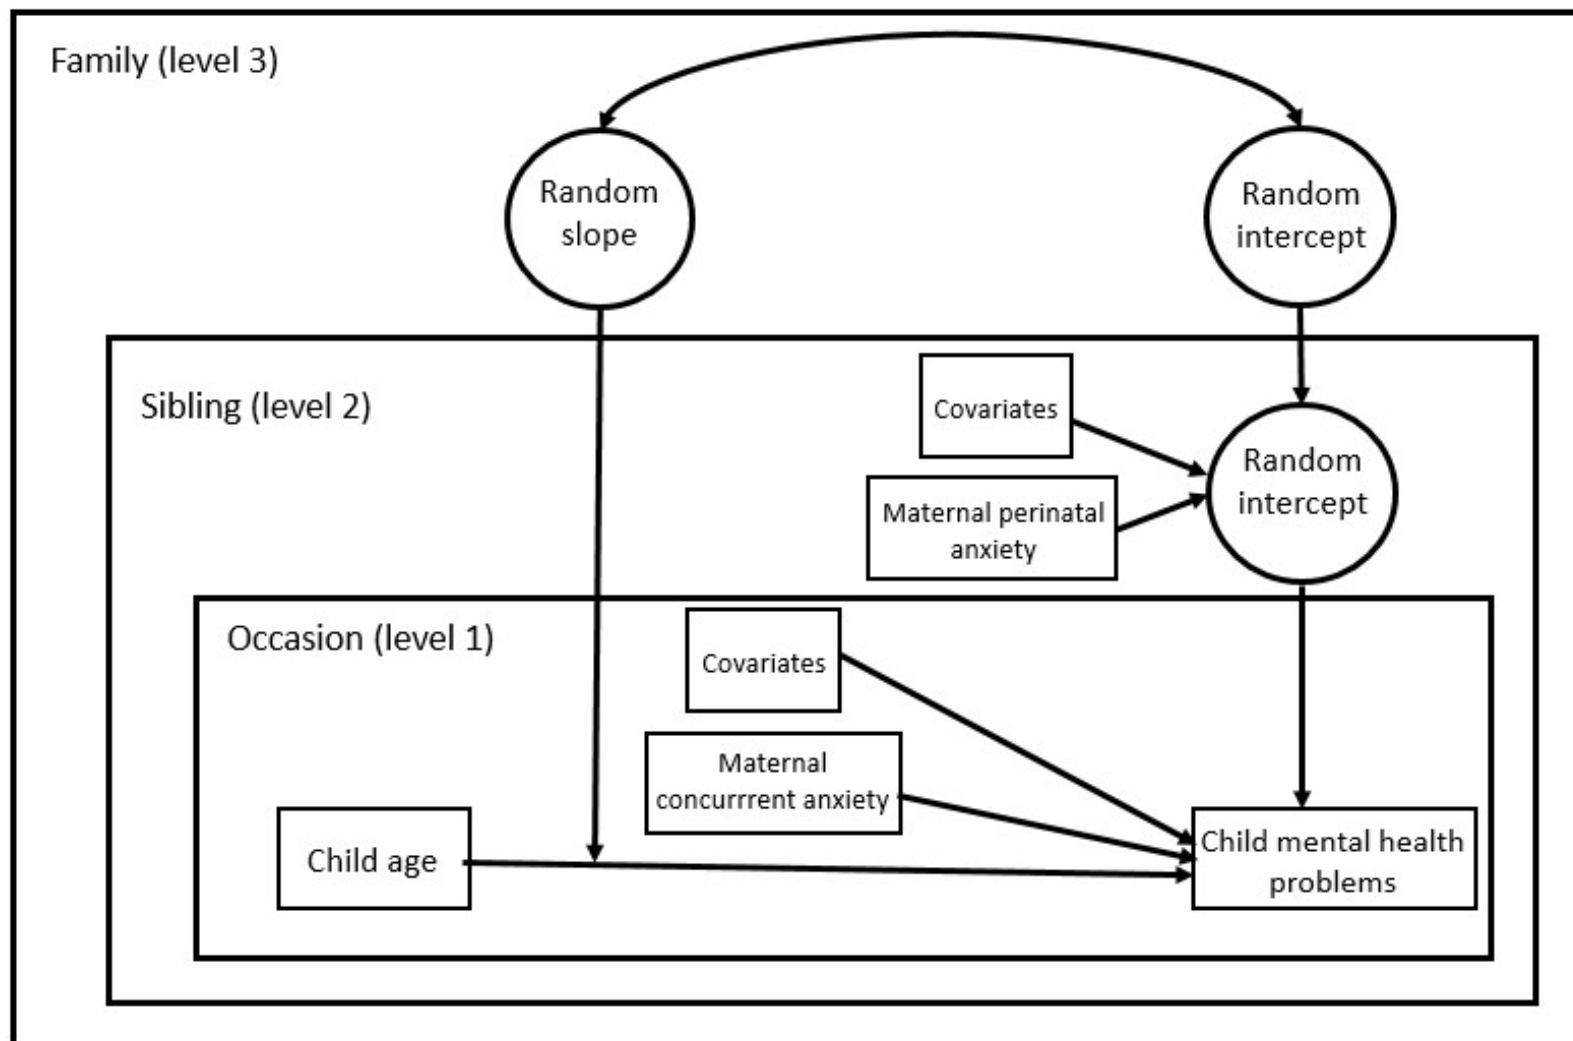 Family (level 3)
Random
slope
Random
intercept
Sibling (level 2)
Covariates
Random
intercept
Maternal perinatal
anxiety
Occasion (level 1)
Covariates
Maternal
concurrrent anxiety
Child age
Child mental health
problems